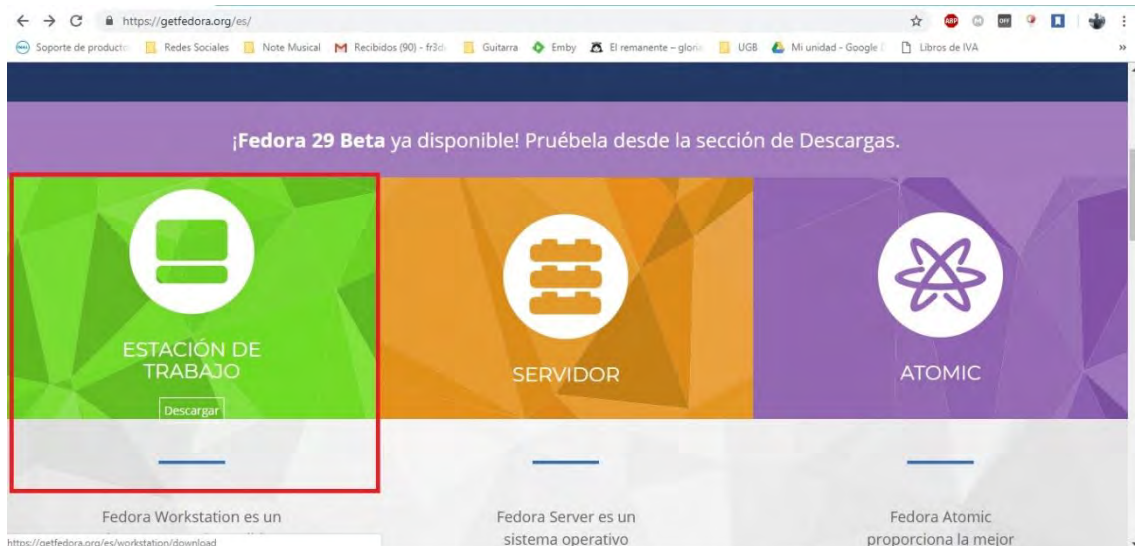 https://getfedora.org/es/
ABP
OFF
Soporte de producto
Redes Sociales
Note Musical
Recibidos (90) - fr3d
Guitarra
Emby
El remanente – gloria
UGB
Mi unidad - Google
Libros de IVA
»
¡Fedora 29 Beta ya disponible! Pruébela desde la sección de Descargas.
ESTACIÓN DE
TRABAJO
Descargar
SERVIDOR
ATOMIC
Fedora Workstation es un
Fedora Server es un
sistema operativo
Fedora Atomic
proporciona la mejor
https://getfedora.org/es/workstation/download